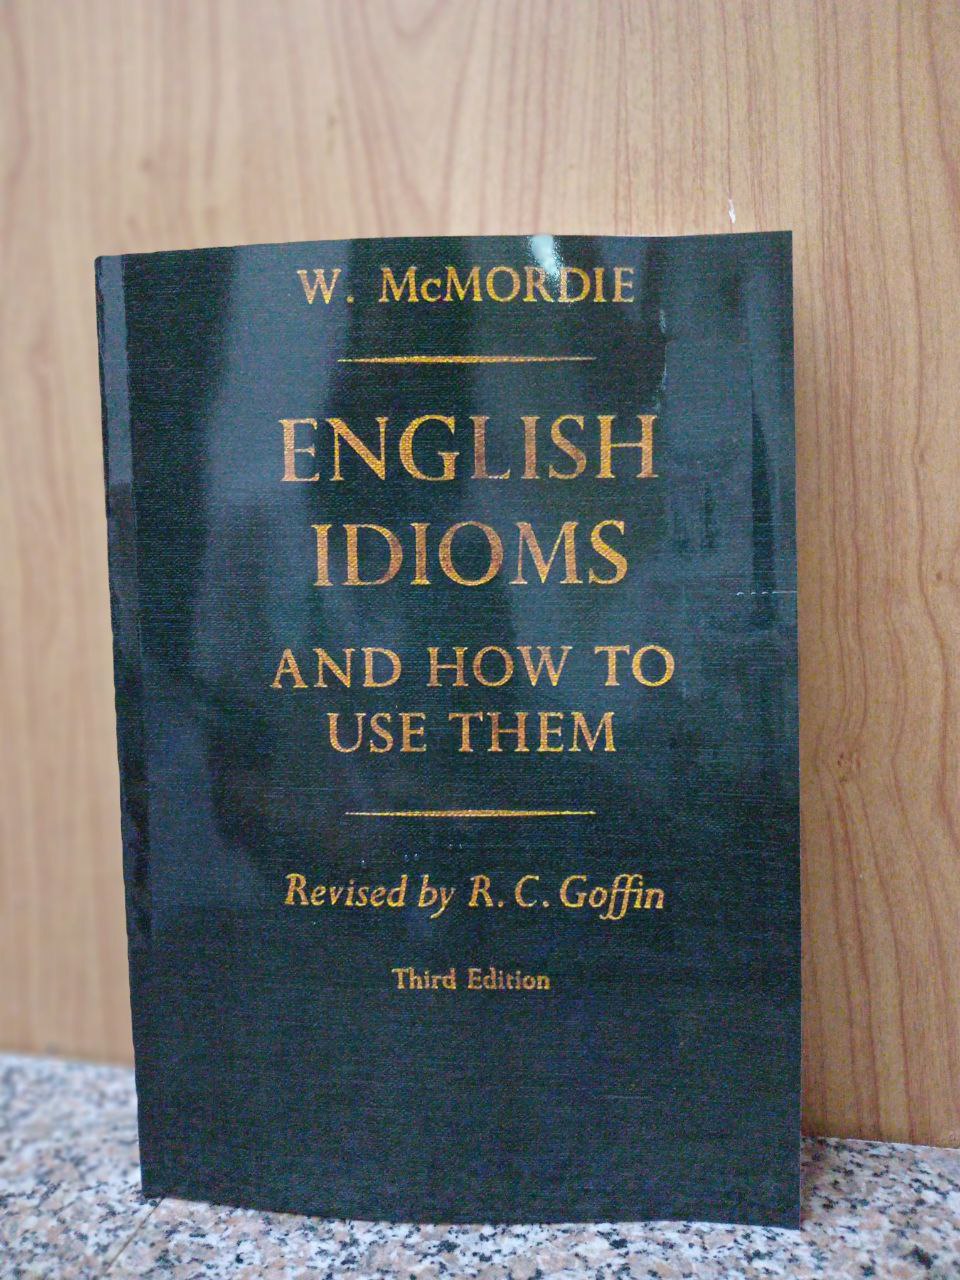 W. McMORDIE
ENGLISH
IDIOMS
AND HOW TO
USE THEM
Revised by R. C. Goffin
Third Edition